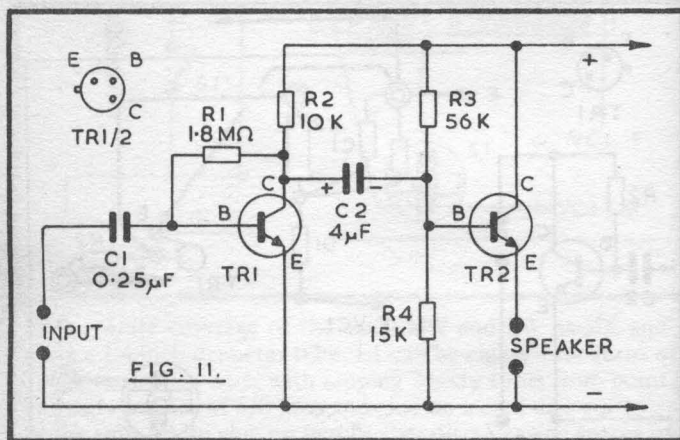 E B
C
TR1/2
R1
1·8MΩ
R2
10K
R3
56K
+
C
B
E
TR1
+ -
C2
4µF
C
B
E
TR2
C1
0·25µF
R4
15K
INPUT
SPEAKER
FIG. 11.
-